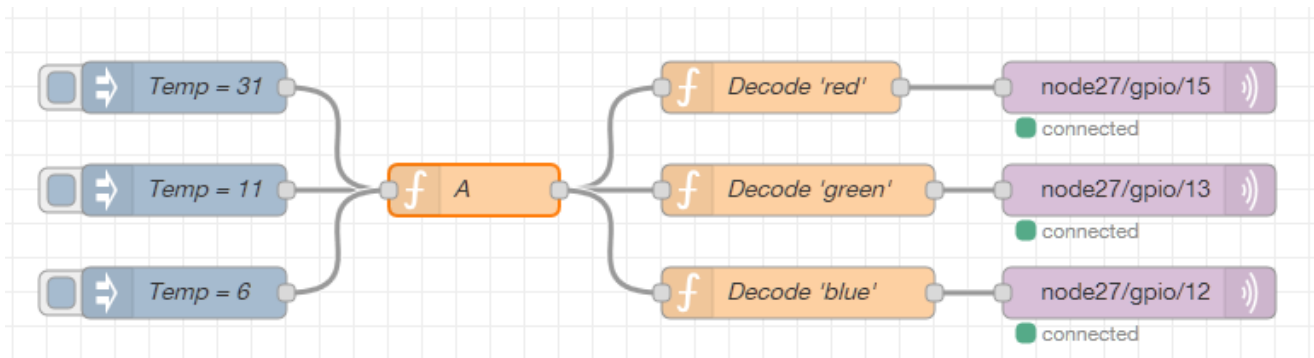 Temp = 31
Decode 'red'
node27/gpio/15
connected
Temp = 11
A
Decode 'green'
node27/gpio/13
connected
Temp = 6
Decode 'blue'
node27/gpio/12
connected